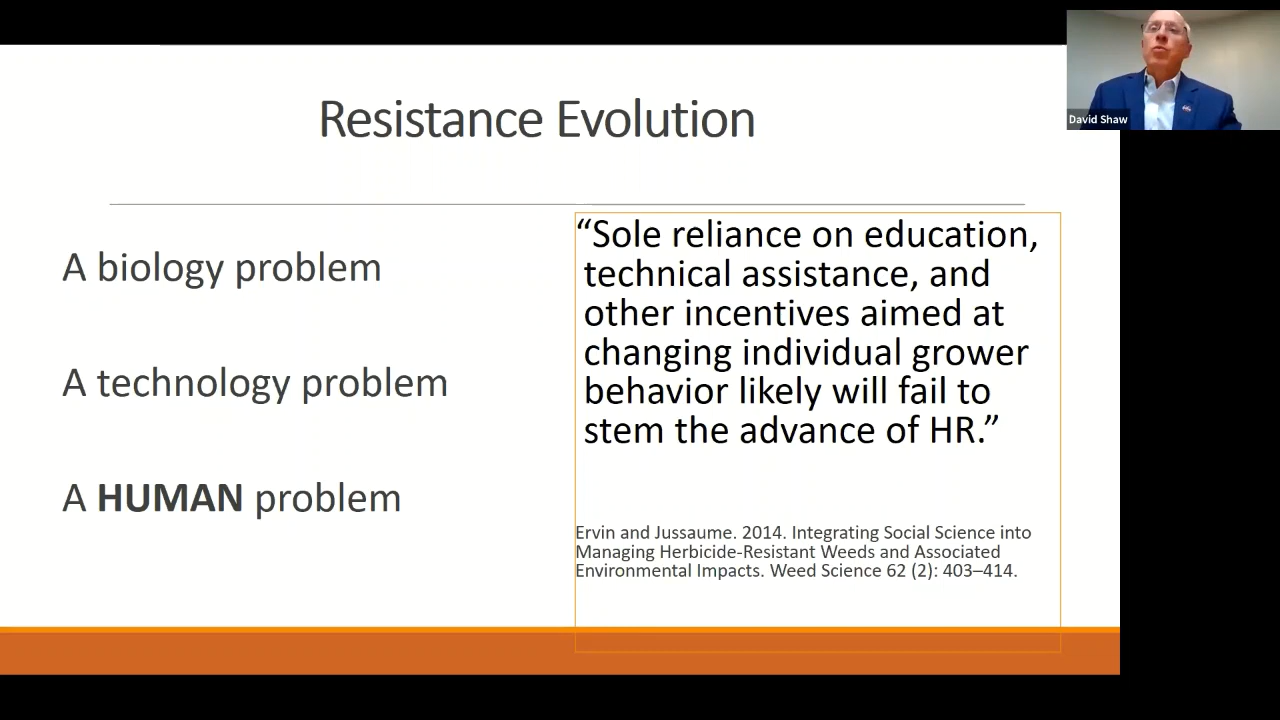 Resistance Evolution
A biology problem
A technology problem
A HUMAN problem
“Sole reliance on education,
technical assistance, and
other incentives aimed at
changing individual grower
behavior likely will fail to
stem the advance of HR.”
Ervin and Jussaume. 2014. Integrating Social Science into
Managing Herbicide-Resistant Weeds and Associated
Environmental Impacts. Weed Science 62 (2): 403–414.
David Shaw